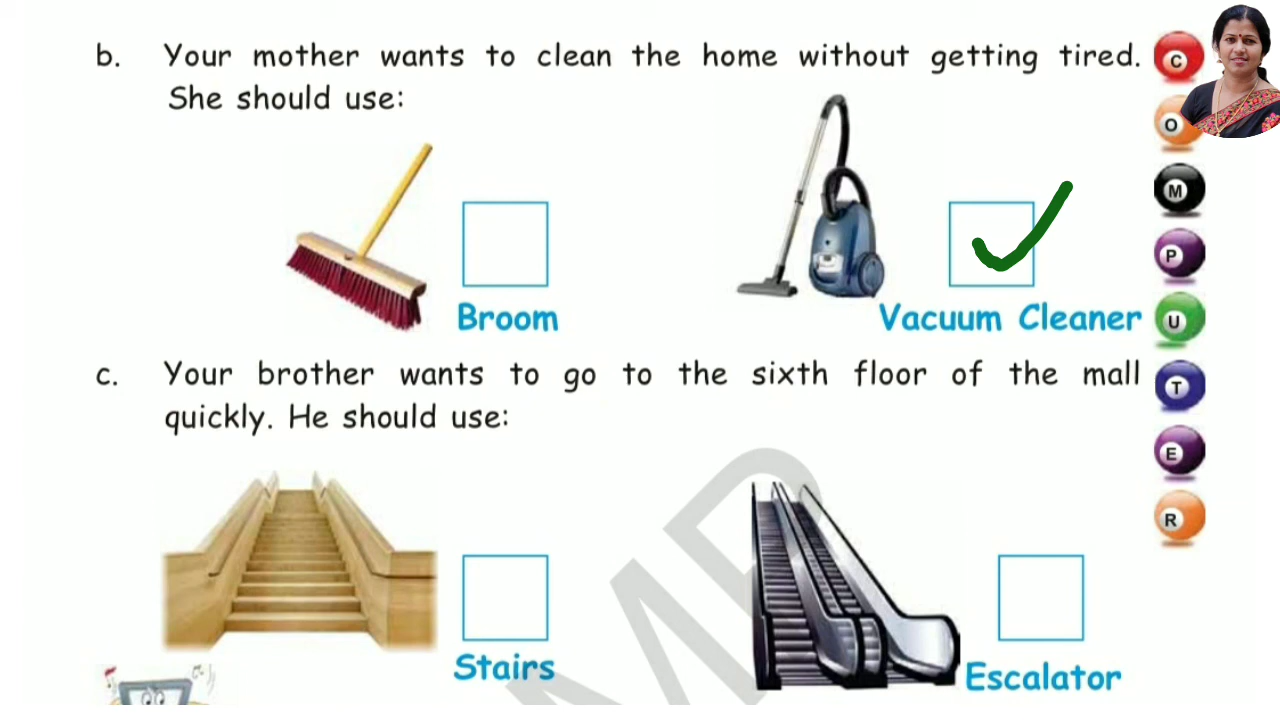 b. Your mother wants to clean the home without getting tired.
She should use:
Broom
Vacuum Cleaner
c. Your brother wants to go to the sixth floor of the mall
quickly. He should use:
Stairs
Escalator
C
O
M
P
U
T
E
R
MP